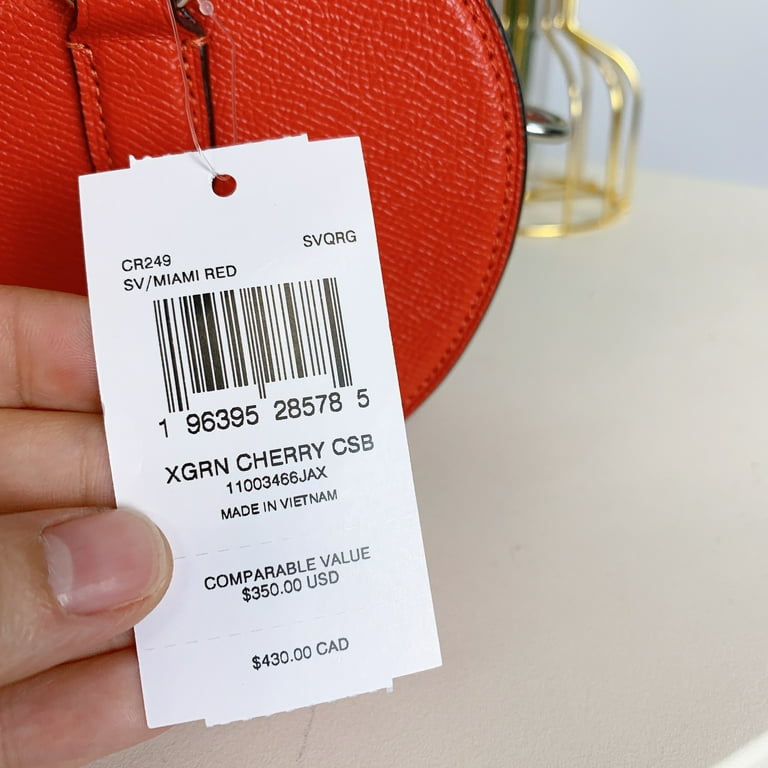 SVQRG
CR249
SV/MIAMI RED
1 96395 28578 5
XGRN CHERRY CSB
11003466JAX
MADE IN VIETNAM
COMPARABLE VALUE
$350.00 USD
$430.00 CAD